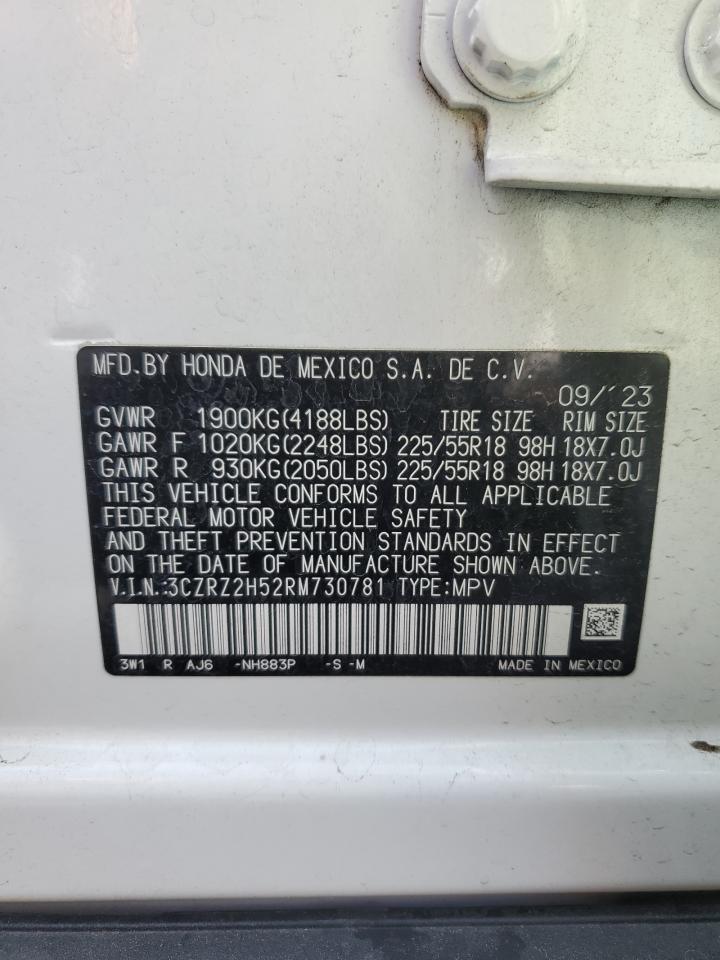 MFD.BY HONDA DE MEXICO S.A. DE C.V.
09/'23
GVWR 1900KG(4188LBS) TIRE SIZE RIM SIZE
GAWR F 1020KG(2248LBS) 225/55R18 98H 18X7.0J
GAWR R 930KG(2050LBS) 225/55R18 98H 18X7.0J
THIS VEHICLE CONFORMS TO ALL APPLICABLE
FEDERAL MOTOR VEHICLE SAFETY
AND THEFT PREVENTION STANDARDS IN EFFECT
ON THE DATE OF MANUFACTURE SHOWN ABOVE.
V.I.N.:3CZRZ2H52RM730781 TYPE:MPV
3W1 R AJ6 -NH883P -S -M MADE IN MEXICO